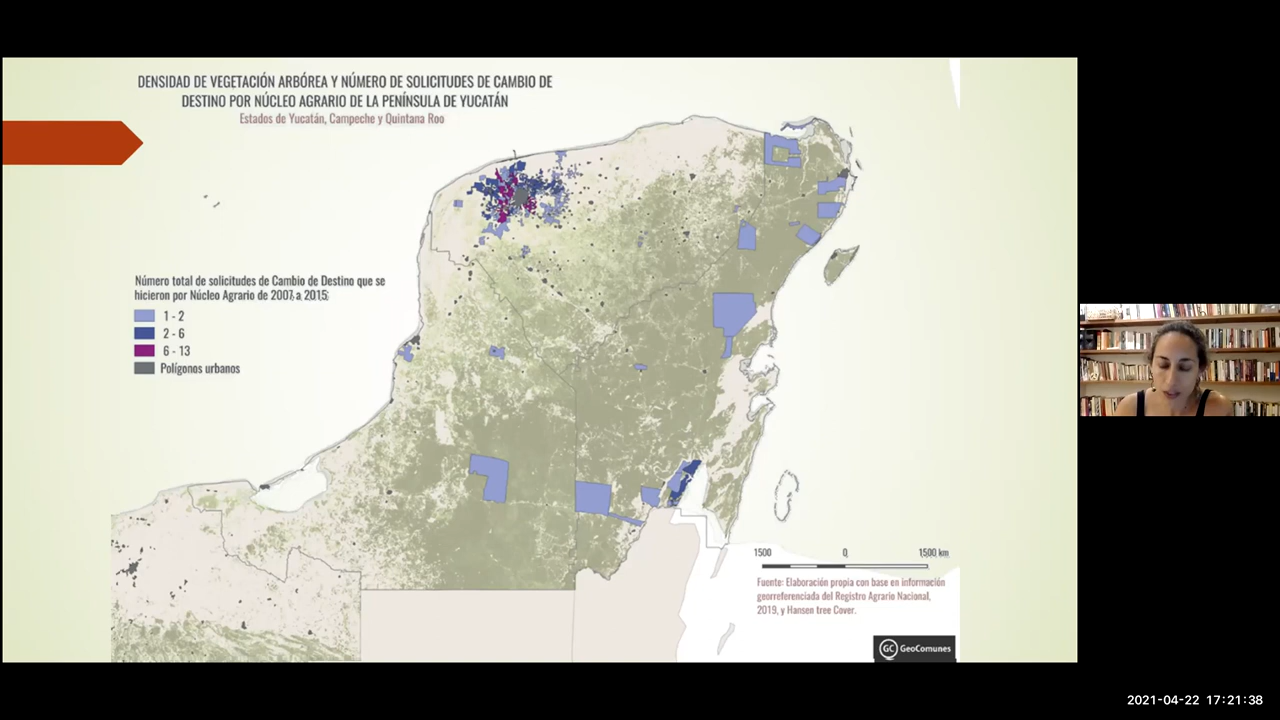 DENSIDAD DE VEGETACIÓN ARBÓREA Y NÚMERO DE SOLICITUDES DE CAMBIO DE
DESTINO POR NÚCLEO AGRARIO DE LA PENÍNSULA DE YUCATÁN
Estados de Yucatán, Campeche y Quintana Roo
Número total de solicitudes de Cambio de Destino que se
hicieron por Núcleo Agrario de 2007 a 2015:
1 - 2
2 - 6
6 - 13
Polígonos urbanos
1500 0 1500 km
Fuente: Elaboración propia con base en información
georreferenciada del Registro Agrario Nacional,
2019, y Hansen tree Cover.
GC GeoComunes
2021-04-22 17:21:38